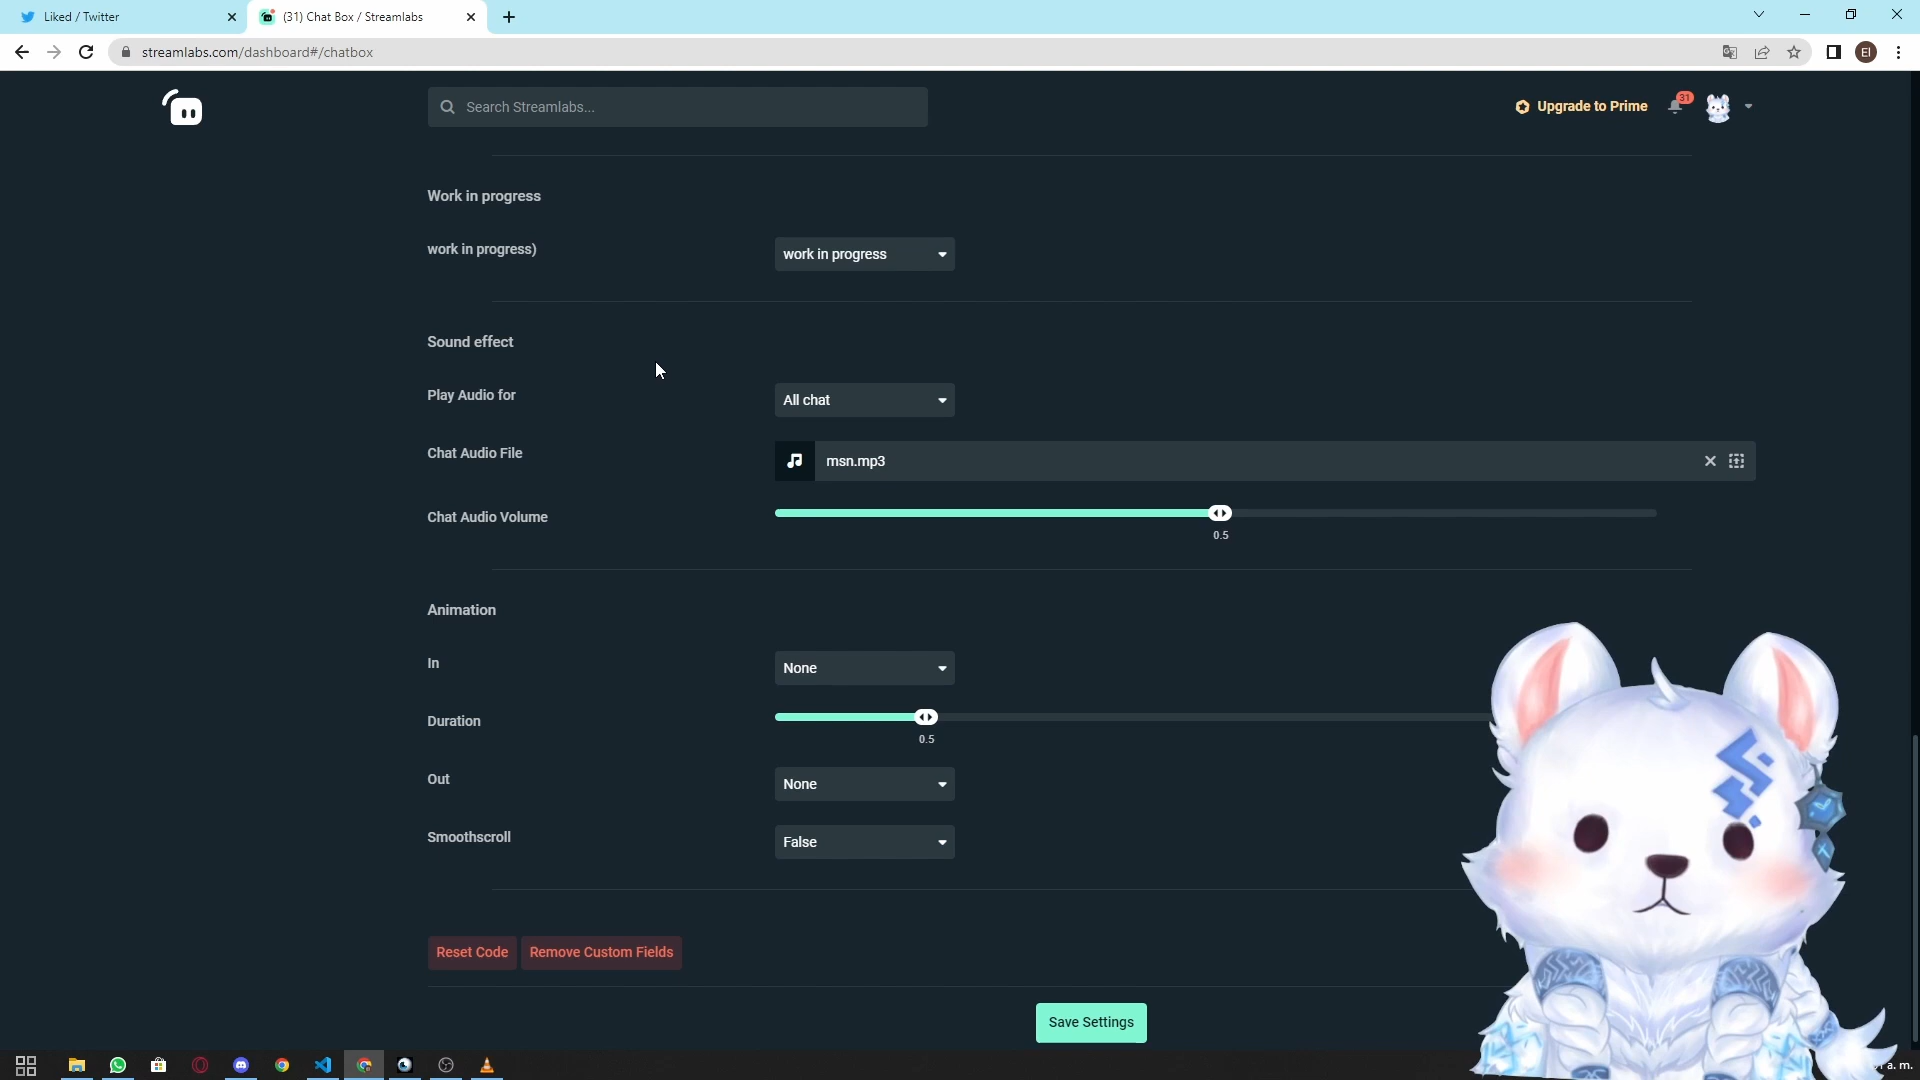 Liked / Twitter
(31) Chat Box / Streamlabs
streamlabs.com/dashboard#/chatbox
EI
Search Streamlabs...
Upgrade to Prime
31
Work in progress
work in progress)
work in progress
Sound effect
Play Audio for
All chat
Chat Audio File
msn.mp3
Chat Audio Volume
0.5
Animation
In
None
Duration
0.5
Out
None
Smoothscroll
False
Reset Code
Remove Custom Fields
Save Settings
a. m.